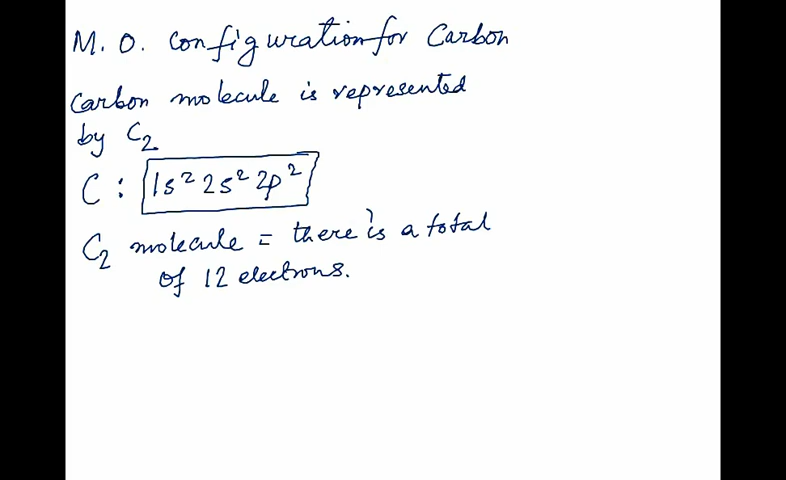 M. O. Configuration for Carbon
Carbon molecule is represented
by C₂
C : 1s² 2s² 2p²
C₂ molecule = there is a total
of 12 electrons.